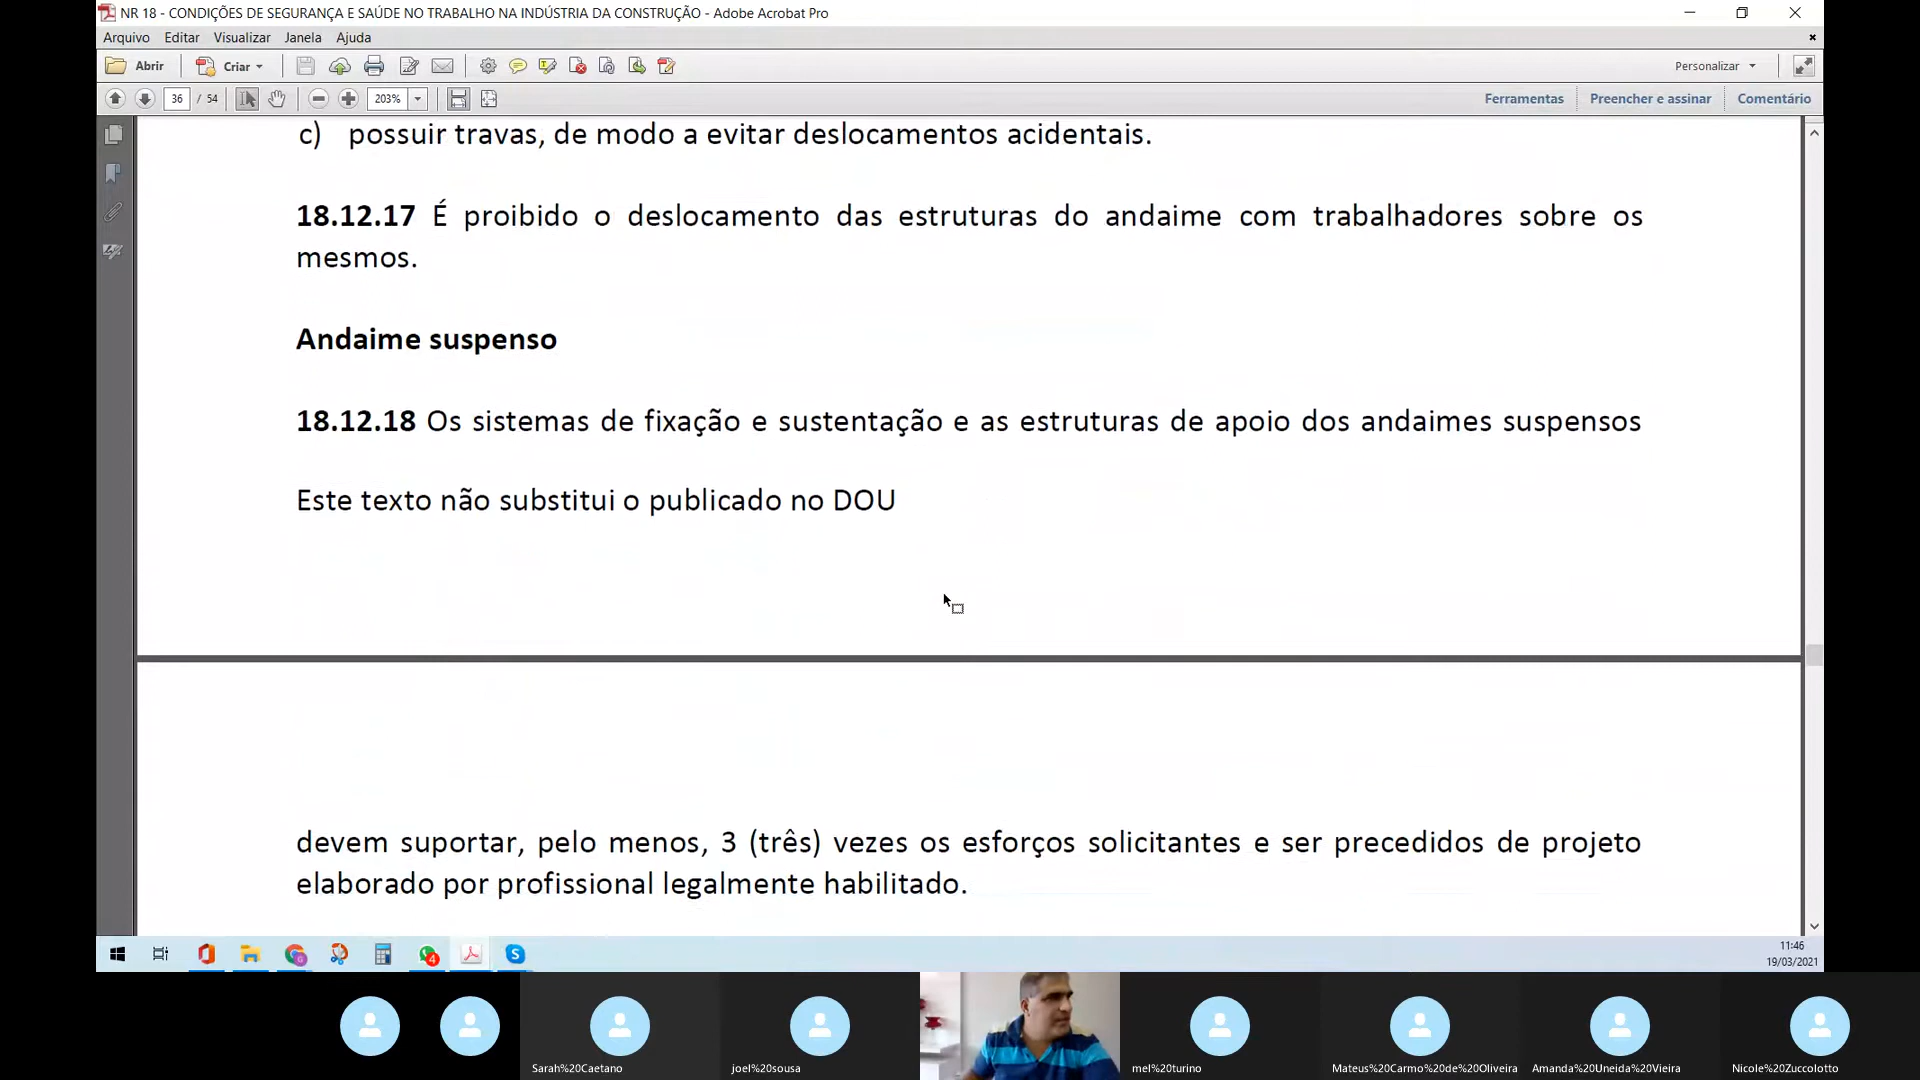 NR 18 - CONDIÇÕES DE SEGURANÇA E SAÚDE NO TRABALHO NA INDÚSTRIA DA CONSTRUÇÃO - Adobe Acrobat Pro
Arquivo Editar Visualizar Janela Ajuda
Abrir Criar Personalizar
36 / 54 203% Ferramentas Preencher e assinar Comentário
c) possuir travas, de modo a evitar deslocamentos acidentais.
18.12.17 É proibido o deslocamento das estruturas do andaime com trabalhadores sobre os
mesmos.
Andaime suspenso
18.12.18 Os sistemas de fixação e sustentação e as estruturas de apoio dos andaimes suspensos
Este texto não substitui o publicado no DOU
devem suportar, pelo menos, 3 (três) vezes os esforços solicitantes e ser precedidos de projeto
elaborado por profissional legalmente habilitado.
4
11:46
19/03/2021
Sarah%20Caetano joel%20sousa mel%20turino Mateus%20Carmo%20de%20Oliveira Amanda%20Uneida%20Vieira Nicole%20Zuccolotto